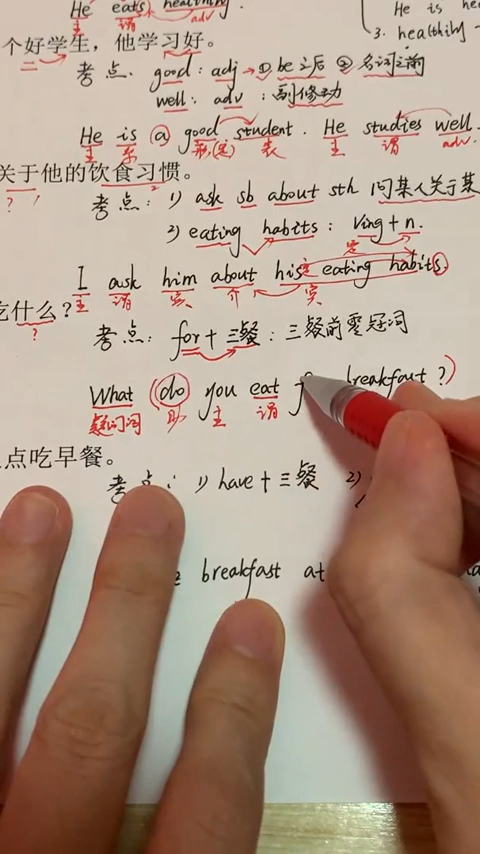 He eats healthily.
主 谓 adv
He is
3. healthily
个好学生，他学习好。
考点：good：adj → ① be 之后 ② 名词之前
well：adv：副修动
He is a good student. He studies well.
主 系 形(定) 表 主 谓 adv.
关于他的饮食习惯。
考点：1) ask sb about sth 问某人关于某
2) eating habits：Ving + n.
定
I ask him about his eating habits.
主 谓 宾 介 宾
吃什么？
考点：for + 三餐：三餐前零冠词
What do you eat breakfast ?
疑问词 助 主 谓
点吃早餐。
考点：1) have + 三餐 2)
breakfast at